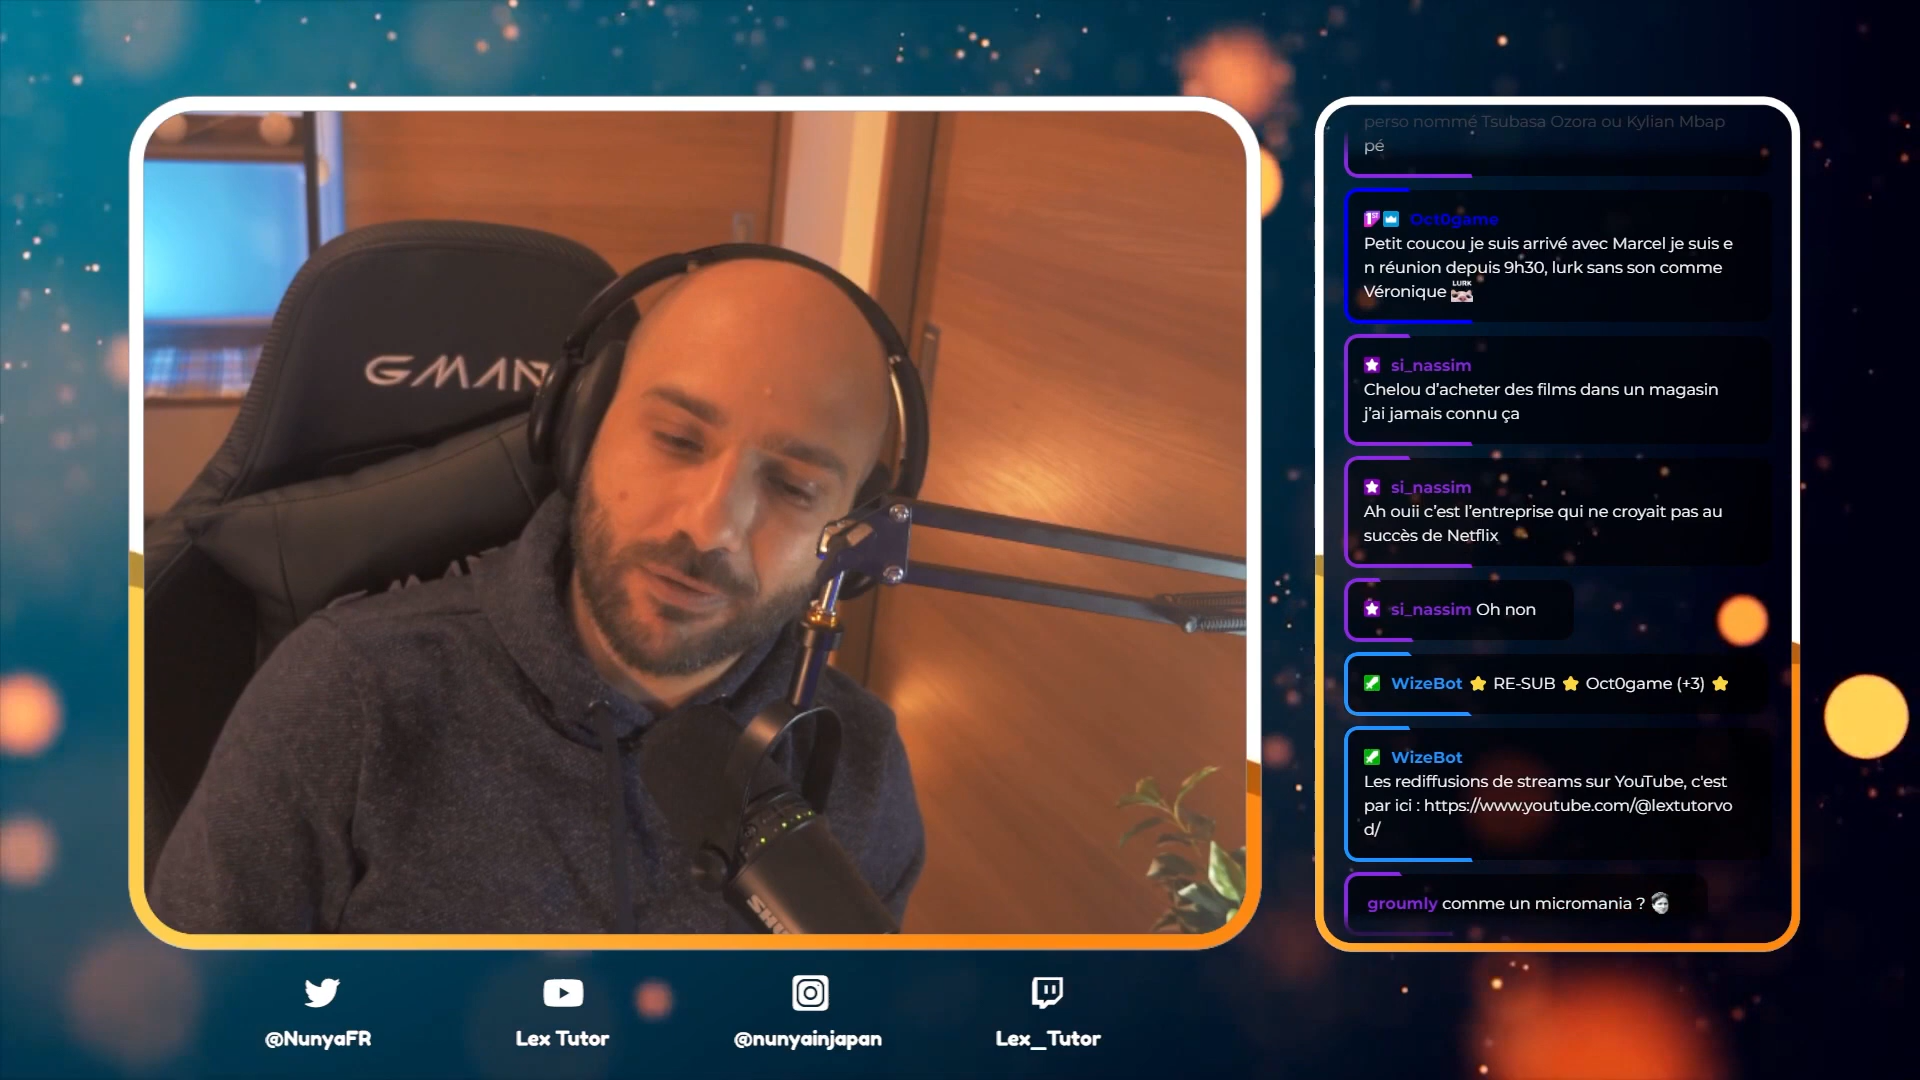 GMAN
SHU
perso nommé Tsubasa Ozora ou Kylian Mbap
pé
Oct0game
Petit coucou je suis arrivé avec Marcel je suis e
n réunion depuis 9h30, lurk sans son comme
Véronique LURK
si_nassim
Chelou d’acheter des films dans un magasin
j’ai jamais connu ça
si_nassim
Ah ouii c’est l’entreprise qui ne croyait pas au
succès de Netflix
si_nassim Oh non
WizeBot ⭐ RE-SUB ⭐ Oct0game (+3) ⭐
WizeBot
Les rediffusions de streams sur YouTube, c'est
par ici : https://www.youtube.com/@lextutorvo
d/
groumly comme un micromania ?
@NunyaFR
Lex Tutor
@nunyainjapan
Lex_Tutor